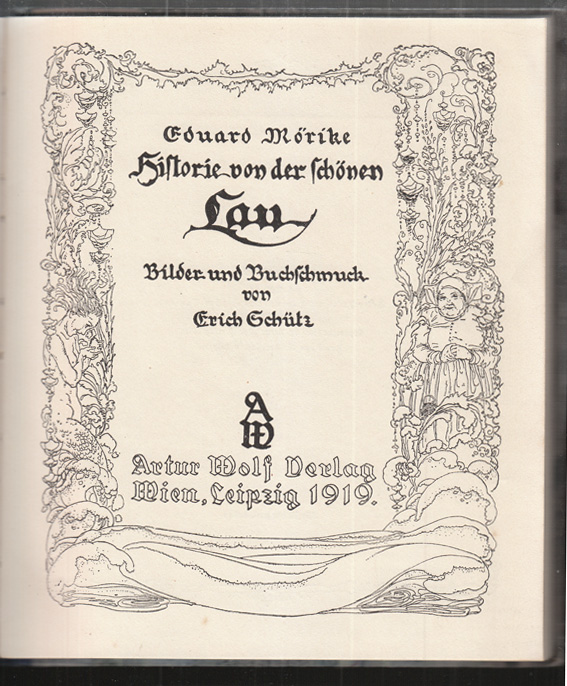 Eduard Mörike
Historie von der schönen
Lau
Bilder und Buchschmuck
von
Erich Schütz
AW
Artur Wolf Verlag
Wien, Leipzig 1919.